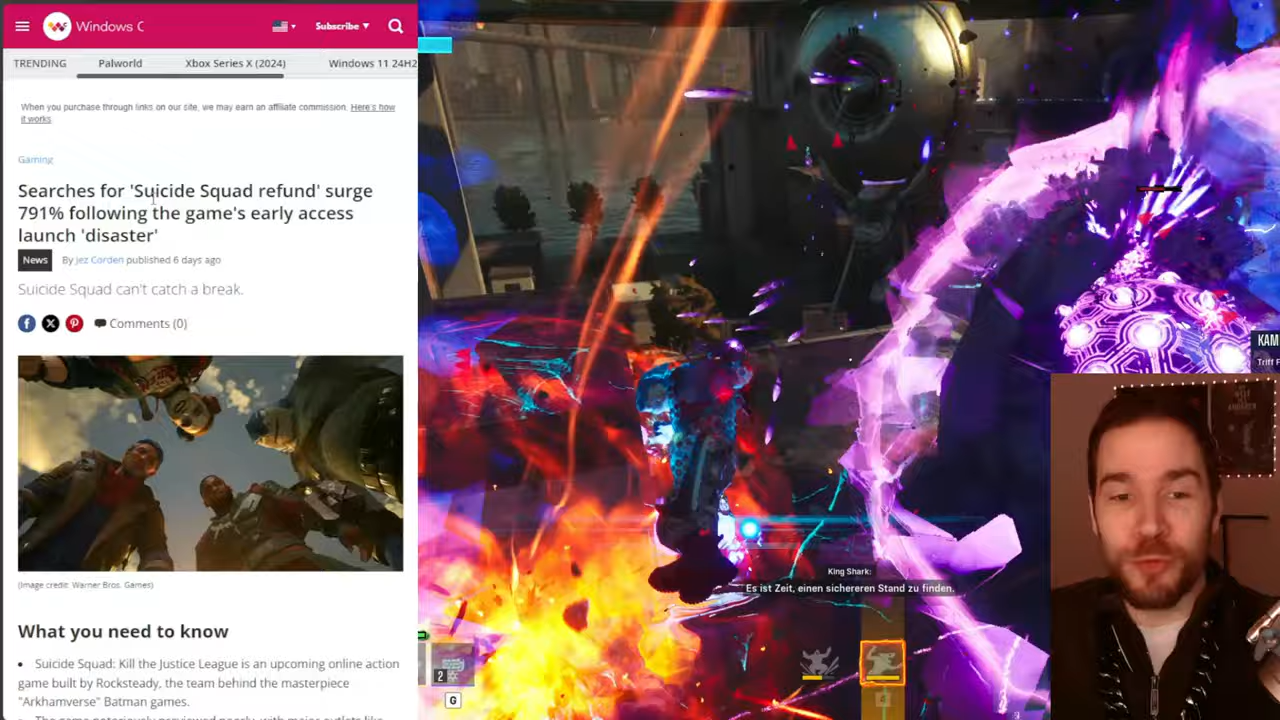 Windows C
Subscribe
TRENDING
Palworld
Xbox Series X (2024)
Windows 11 24H2
When you purchase through links on our site, we may earn an affiliate commission. Here's how
it works
Gaming
Searches for 'Suicide Squad refund' surge
791% following the game's early access
launch 'disaster'
News
By Jez Corden published 6 days ago
Suicide Squad can't catch a break.
Comments (0)
(Image credit: Warner Bros. Games)
What you need to know
• Suicide Squad: Kill the Justice League is an upcoming online action
game built by Rocksteady, the team behind the masterpiece
"Arkhamverse" Batman games.
King Shark:
Es ist Zeit, einen sichereren Stand zu finden.
2
G
KAM
Triff F